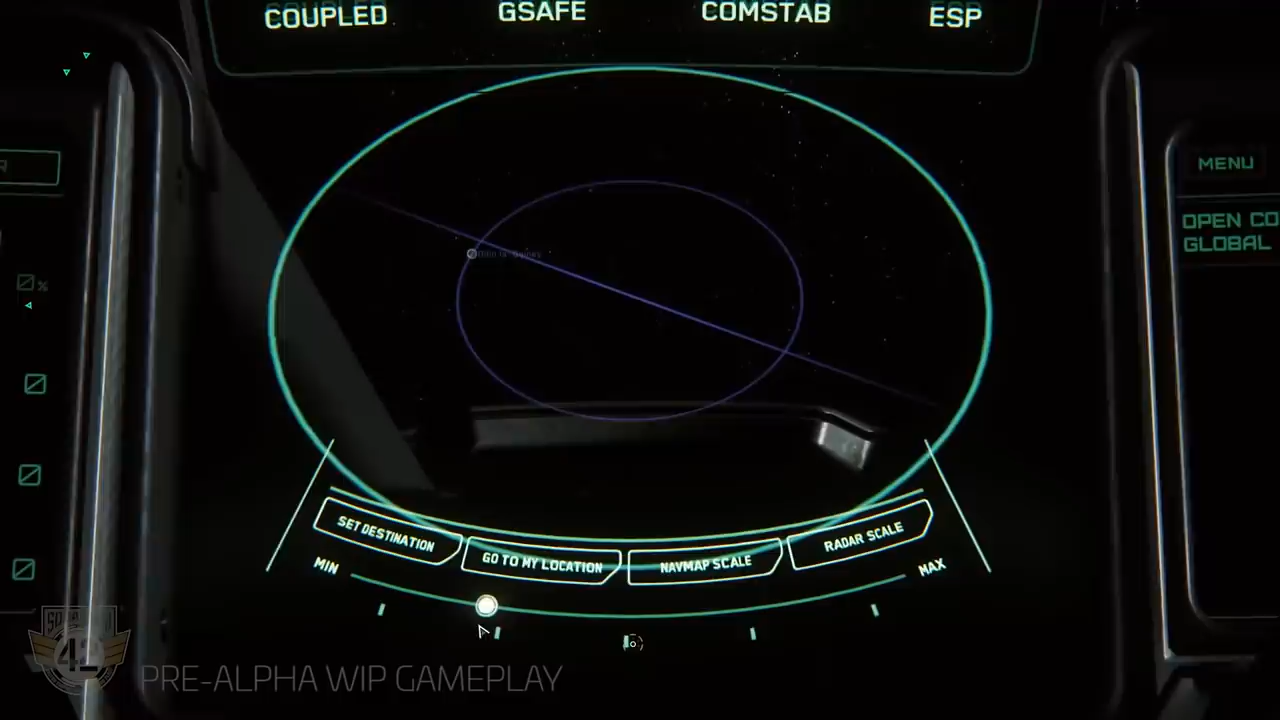 COUPLED
GSAFE
COMSTAB
ESP
MENU
OPEN CO
GLOBAL
R
%
SET DESTINATION
GO TO MY LOCATION
NAVMAP SCALE
RADAR SCALE
MIN
MAX
SQUADRON
42
PRE-ALPHA WIP GAMEPLAY